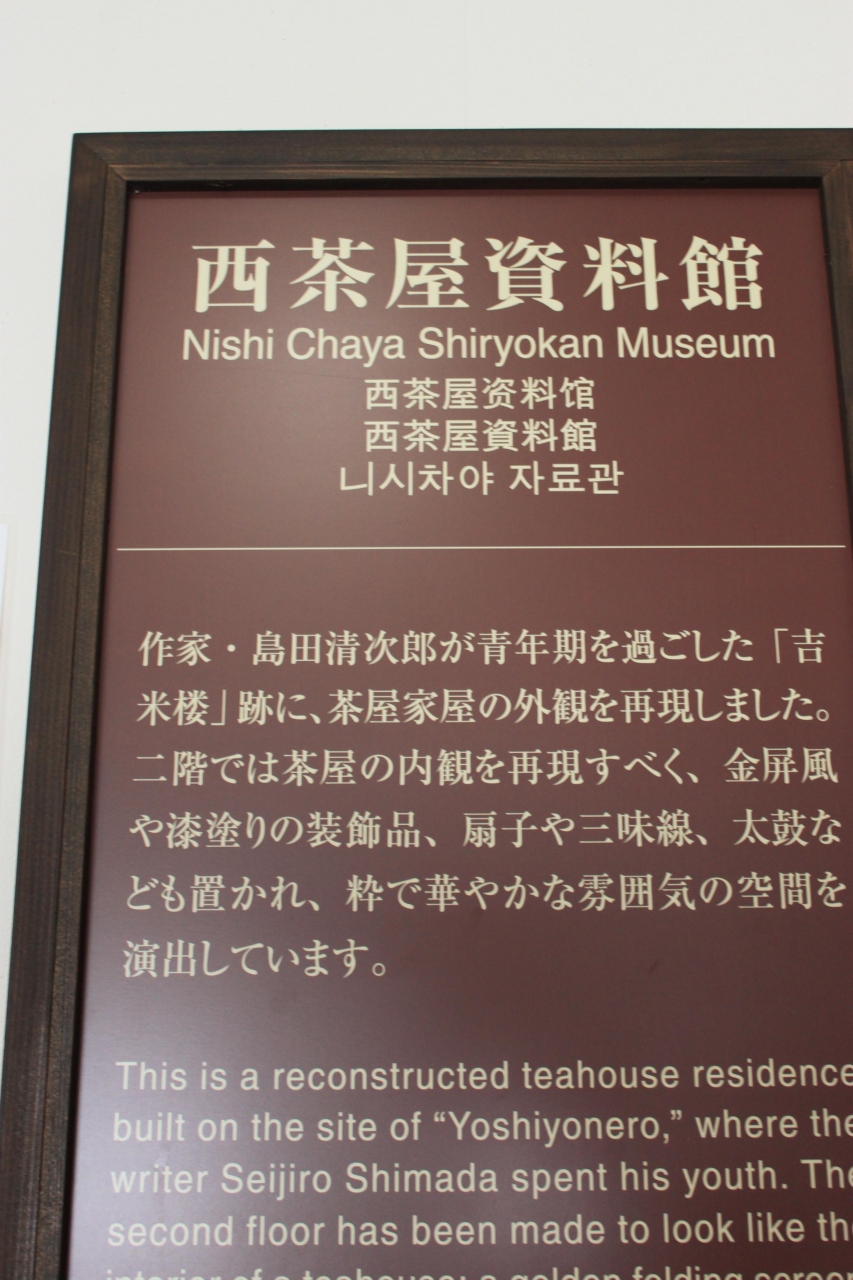 西茶屋資料館
Nishi Chaya Shiryokan Museum
西茶屋资料馆
西茶屋資料館
니시차야 자료관
作家・島田清次郎が青年期を過ごした「吉
米楼」跡に、茶屋家屋の外観を再現しました。
二階では茶屋の内観を再現すべく、金屏風
や漆塗りの装飾品、扇子や三味線、太鼓な
ども置かれ、粋で華やかな雰囲気の空間を
演出しています。
This is a reconstructed teahouse residence
built on the site of “Yoshiyonero,” where the
writer Seijiro Shimada spent his youth. The
second floor has been made to look like the
interior of a teahouse: a golden folding screen